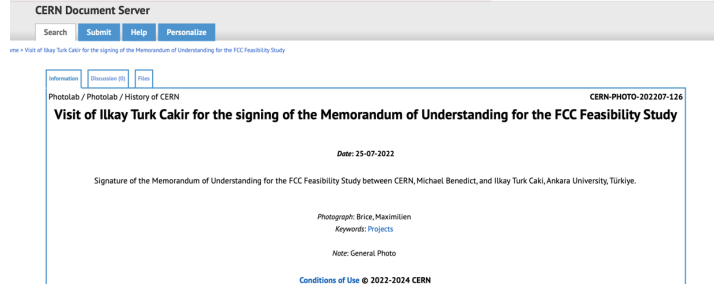 CERN Document Server
Search Submit Help Personalize
ome > Visit of Ilkay Turk Cakir for the signing of the Memorandum of Understanding for the FCC Feasibility Study
Information Discussion (0) Files
Photolab / Photolab / History of CERN CERN-PHOTO-202207-126
Visit of Ilkay Turk Cakir for the signing of the Memorandum of Understanding for the FCC Feasibility Study
Date: 25-07-2022
Signature of the Memorandum of Understanding for the FCC Feasibility Study between CERN, Michael Benedict, and Ilkay Turk Caki, Ankara University, Türkiye.
Photograph: Brice, Maximilien
Keywords: Projects
Note: General Photo
Conditions of Use © 2022-2024 CERN